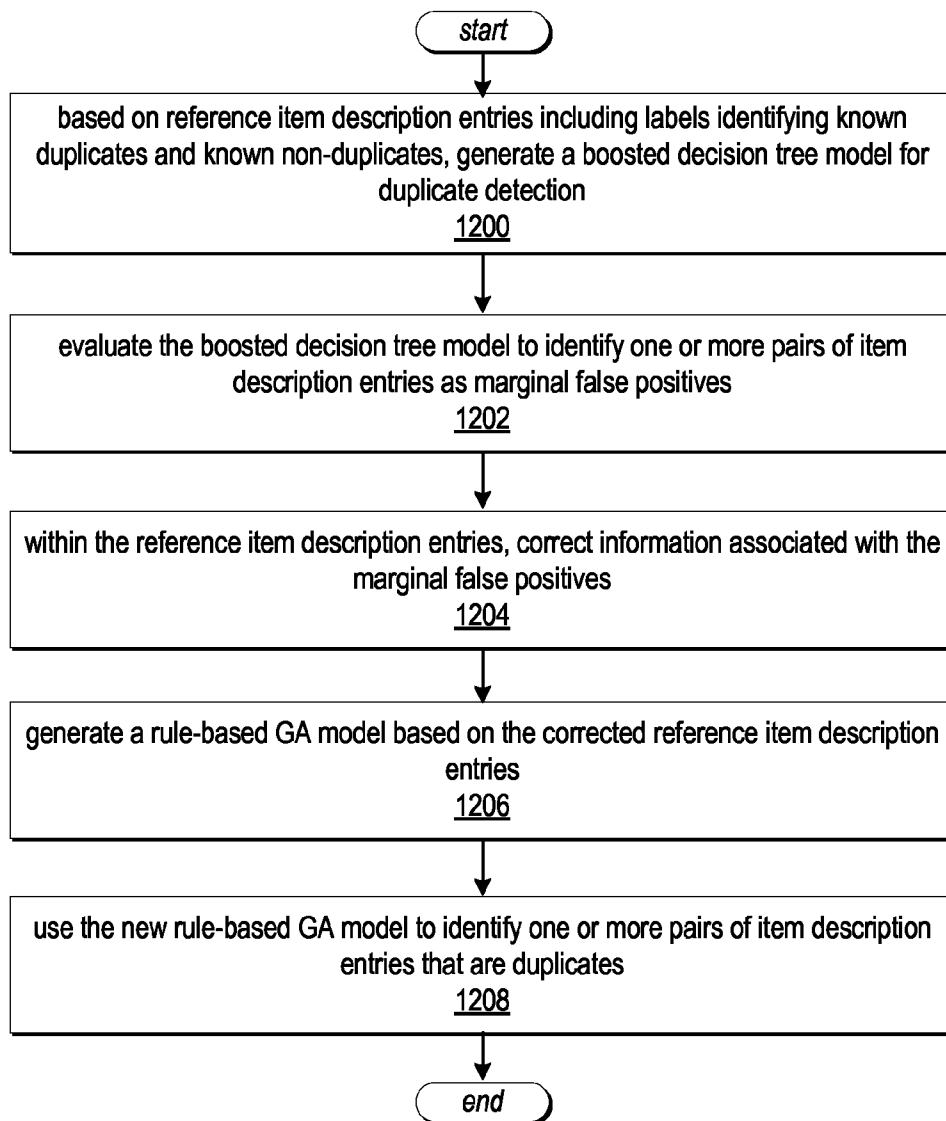 start
based on reference item description entries including labels identifying known
duplicates and known non-duplicates, generate a boosted decision tree model for
duplicate detection
1200
evaluate the boosted decision tree model to identify one or more pairs of item
description entries as marginal false positives
1202
within the reference item description entries, correct information associated with the
marginal false positives
1204
generate a rule-based GA model based on the corrected reference item description
entries
1206
use the new rule-based GA model to identify one or more pairs of item description
entries that are duplicates
1208
end